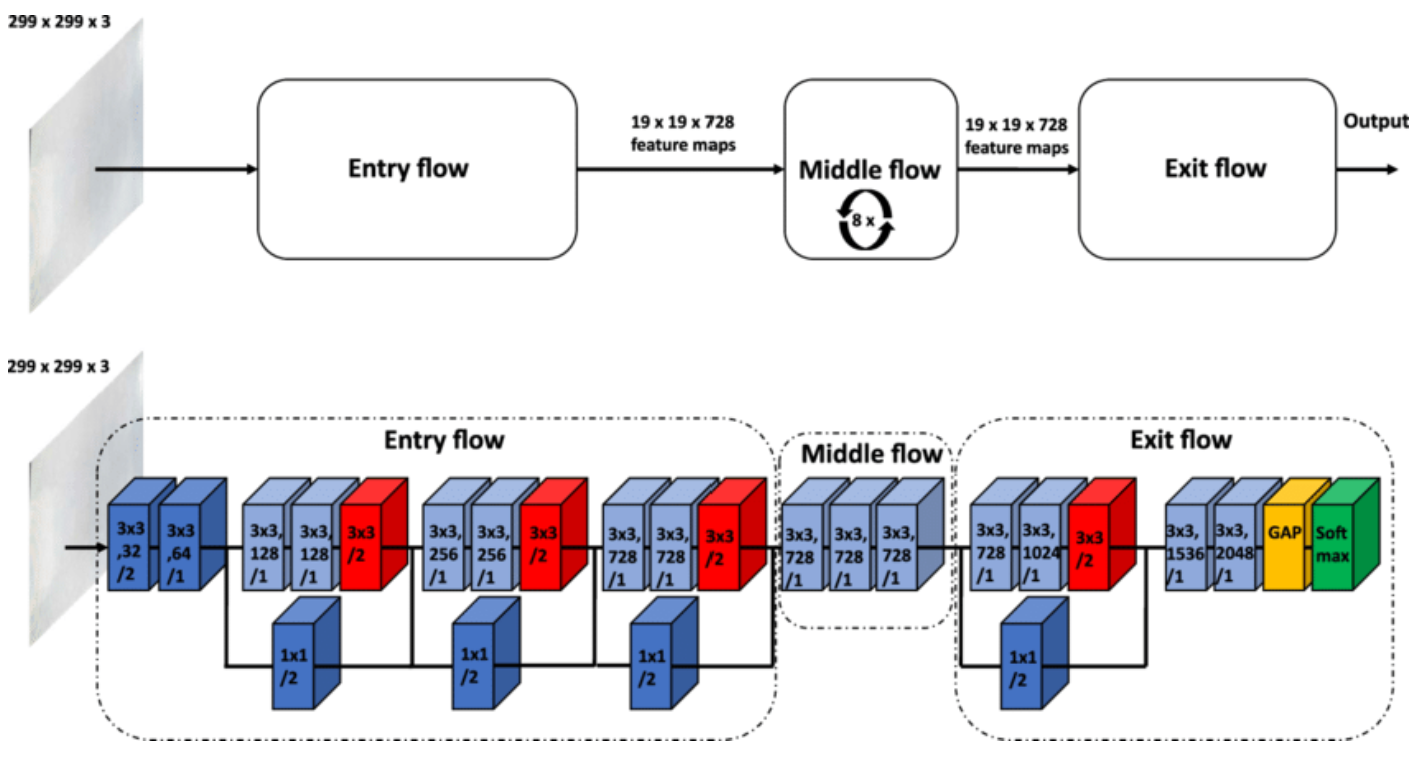 299 x 299 x 3
Entry flow
19 x 19 x 728
feature maps
Middle flow
8 x
19 x 19 x 728
feature maps
Exit flow
Output
299 x 299 x 3
Entry flow
3x3
,32
/2
3x3
,64
/1
3x3,
128
/1
3x3,
128
/1
3x3
/2
1x1
/2
3x3,
256
/1
3x3,
256
/1
3x3
/2
1x1
/2
3x3,
728
/1
3x3,
728
/1
3x3
/2
1x1
/2
Middle flow
3x3,
728
/1
3x3,
728
/1
3x3,
728
/1
Exit flow
3x3,
728
/1
3x3,
1024
/1
3x3
/2
1x1
/2
3x3,
1536
/1
3x3,
2048
/1
GAP
Soft
max